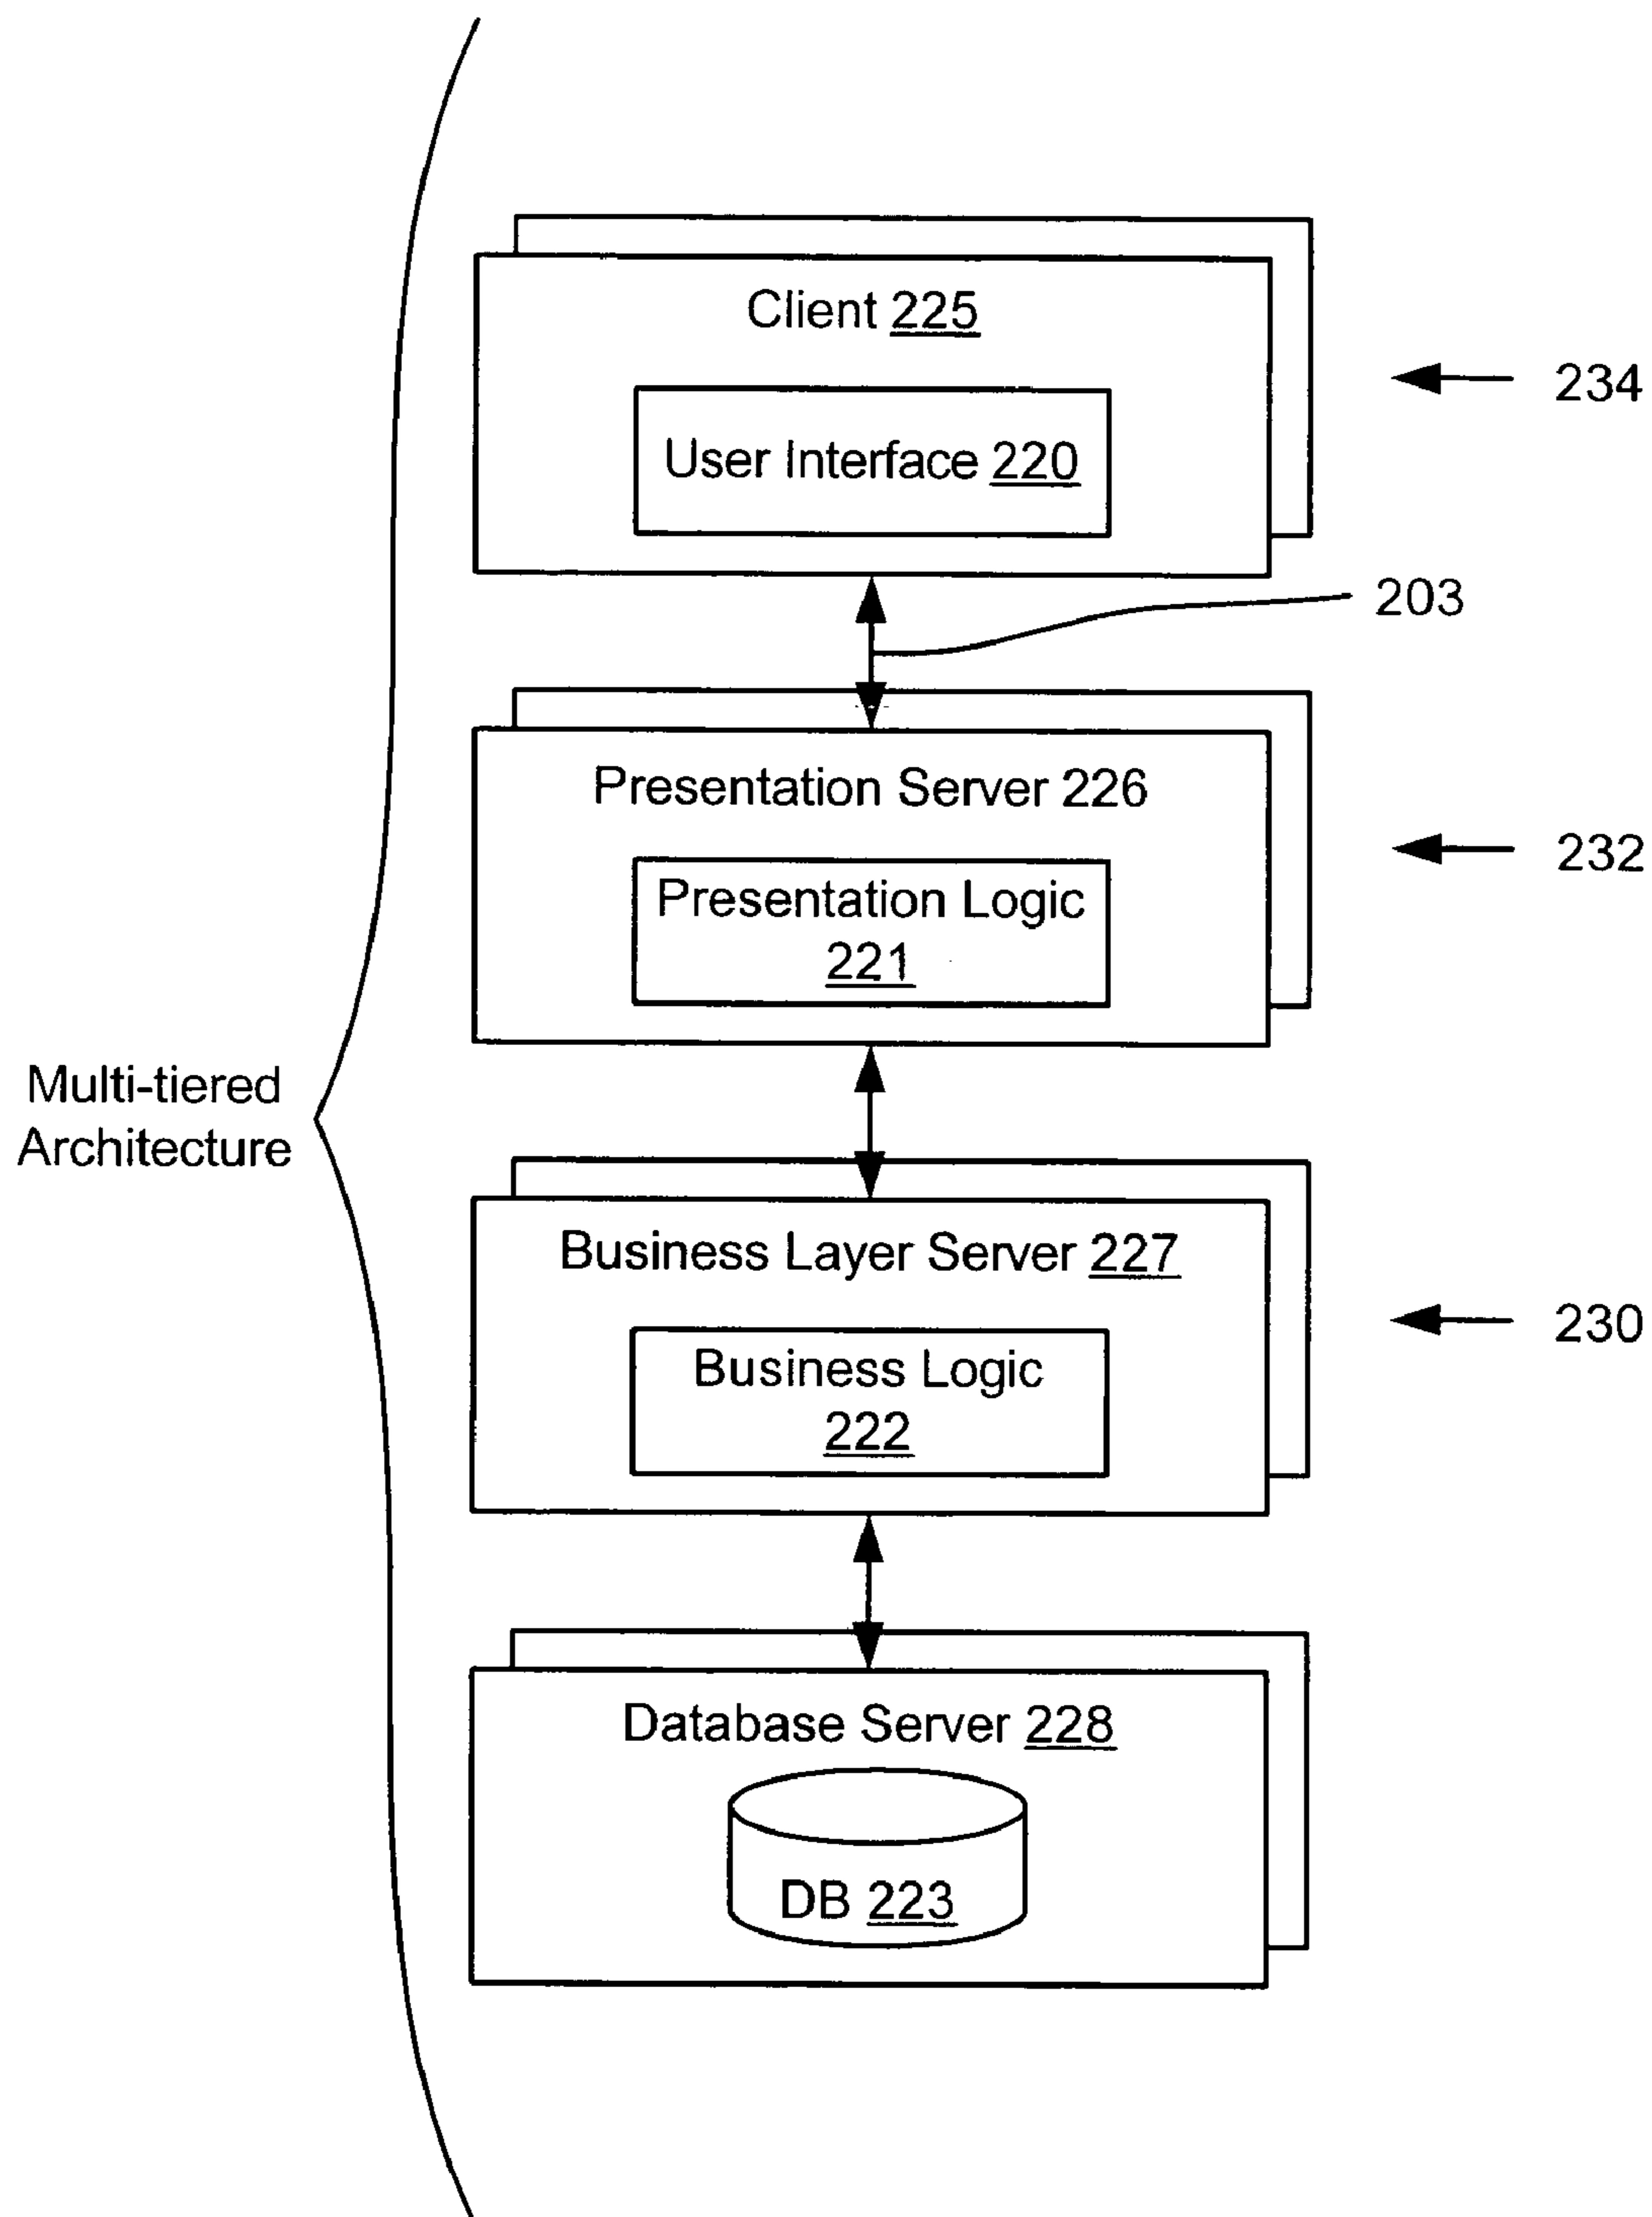 Client 225
234
User Interface 220
203
Presentation Server 226
232
Presentation Logic
221
Multi-tiered
Architecture
Business Layer Server 227
230
Business Logic
222
Database Server 228
DB 223